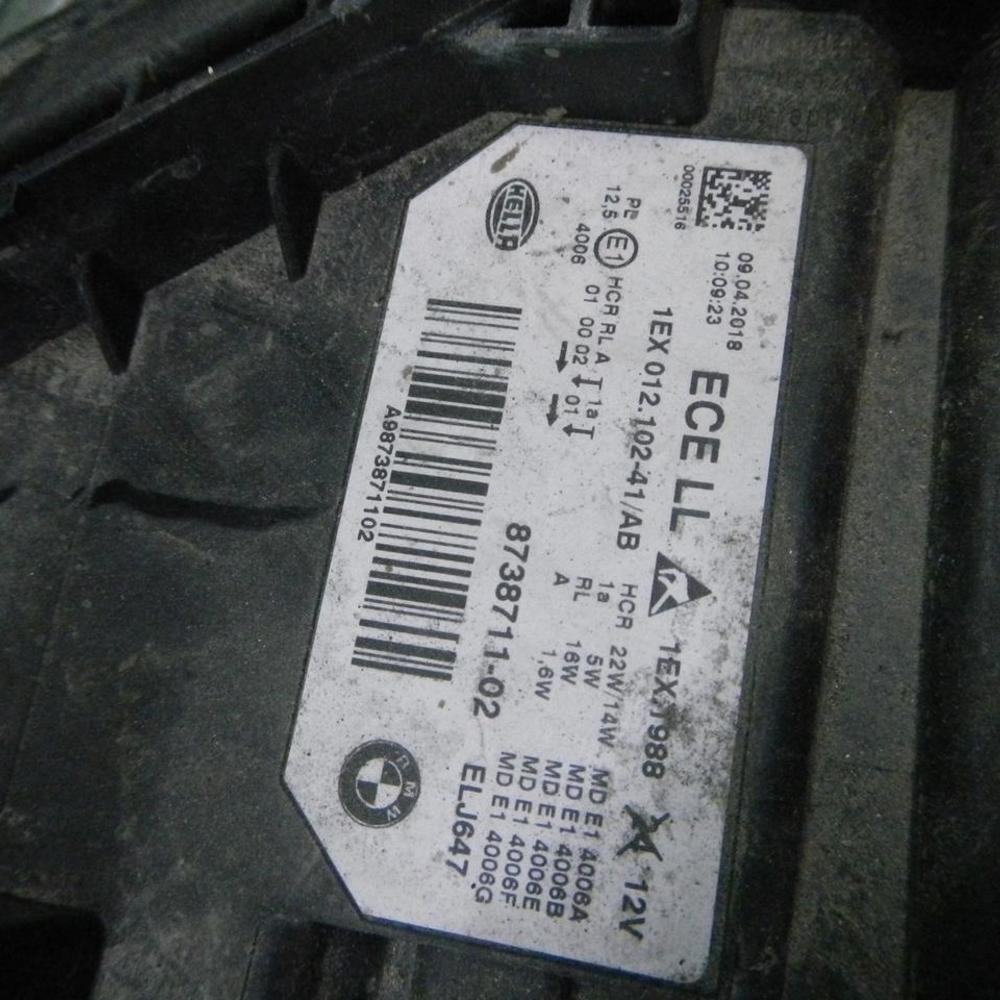 00025516
09.04.2018
10:09:23
ECE LL
1EX 012.102-41/AB
1EX.1988
12V
HELLA
PL
12,5
E1
4006
HCR RL A 1a
01 00 02 01
HCR 22W/14W
1a 5W
RL 16W
A 1,6W
MD E1 4006A
MD E1 4006B
MD E1 4006E
MD E1 4006F
MD E1 4006G
8738711-02
ELJ647
A9873871102
BMW